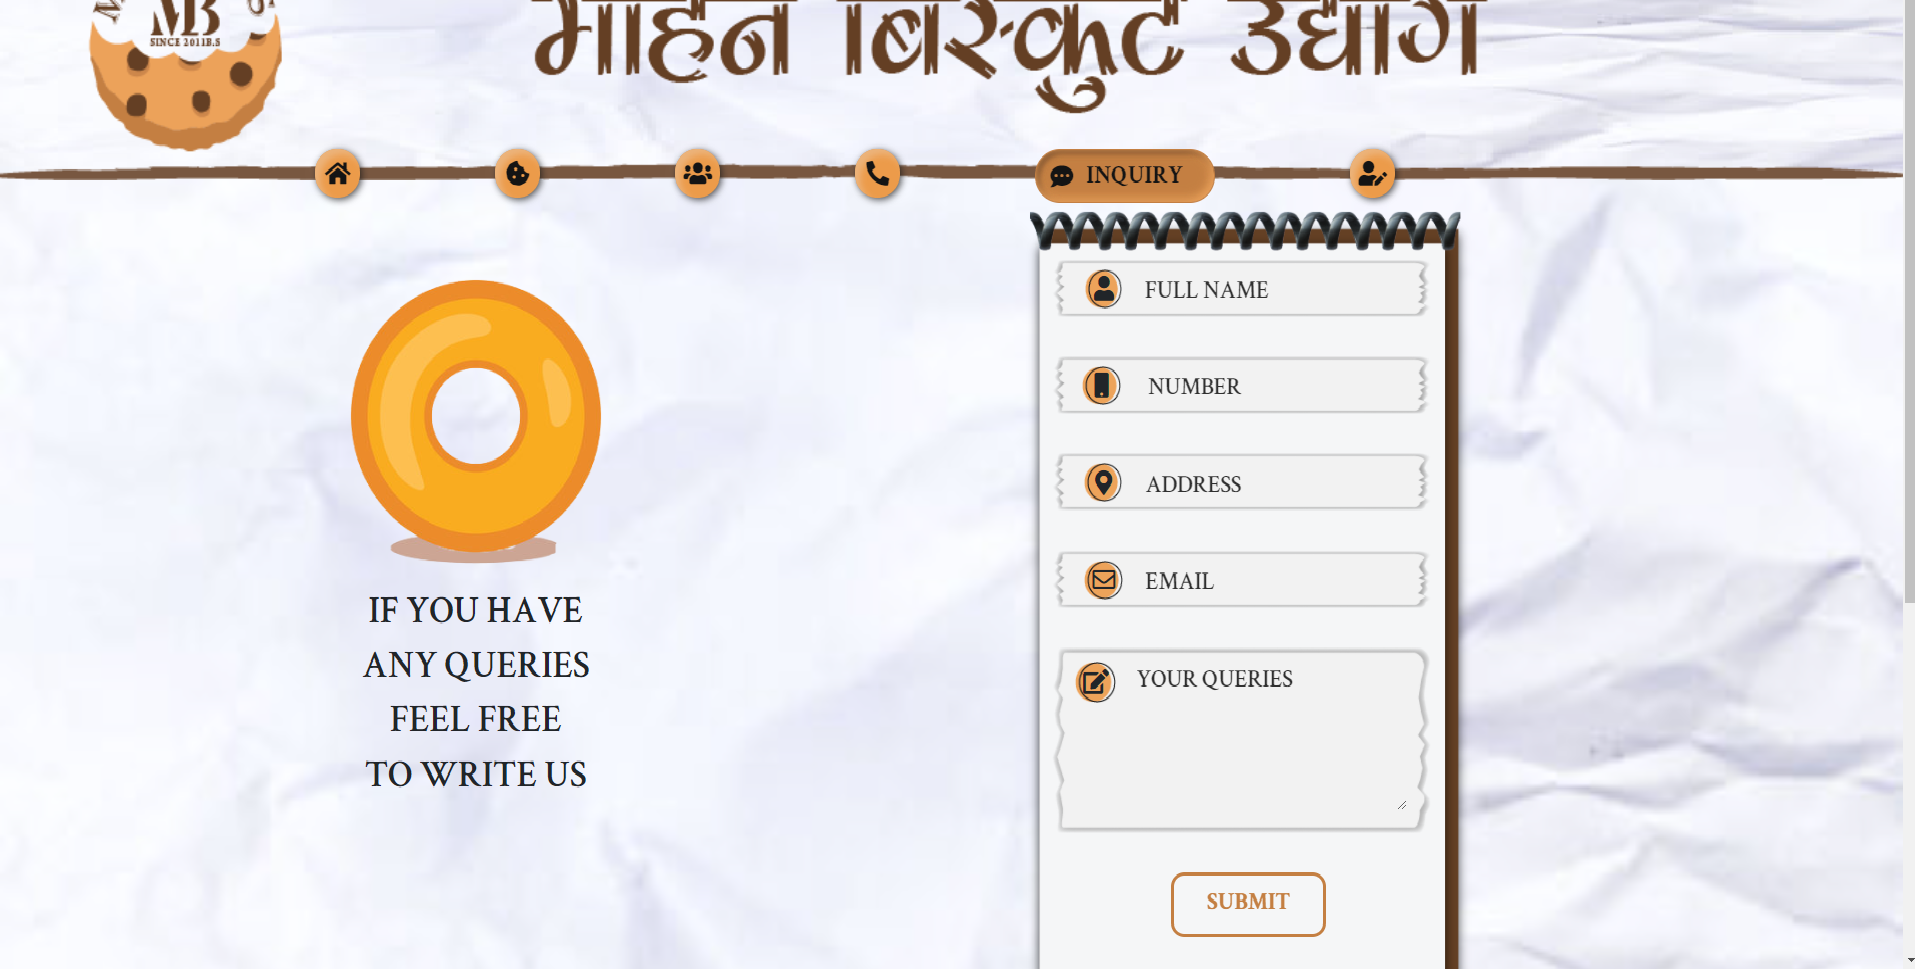 MB
SINCE 2011B.S
मोहन बिस्कुट उद्योग
INQUIRY
FULL NAME
NUMBER
ADDRESS
EMAIL
YOUR QUERIES
SUBMIT
IF YOU HAVE
ANY QUERIES
FEEL FREE
TO WRITE US